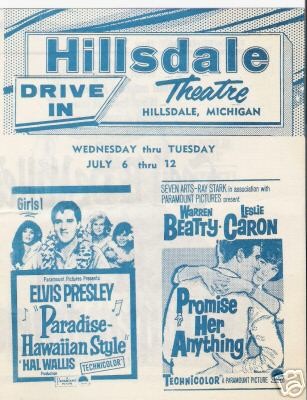 Hillsdale
DRIVE IN
Theatre
HILLSDALE, MICHIGAN
WEDNESDAY thru TUESDAY
JULY 6 thru 12
Girls!
Paramount Pictures Presents
ELVIS PRESLEY
IN
"Paradise-
Hawaiian Style"
HAL WALLIS
Production
TECHNICOLOR
SEVEN ARTS-RAY STARK in association with
PARAMOUNT PICTURES present
WARREN LESLIE
BEATTY·CARON
Promise
Her
Anything
TECHNICOLOR
A PARAMOUNT PICTURE